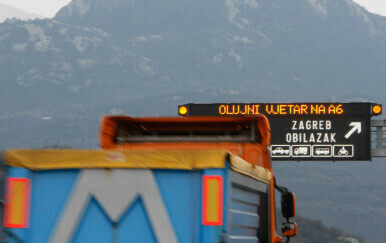 OLUJNI VJETAR NA A6
ZAGREB
OBILAZAK
M